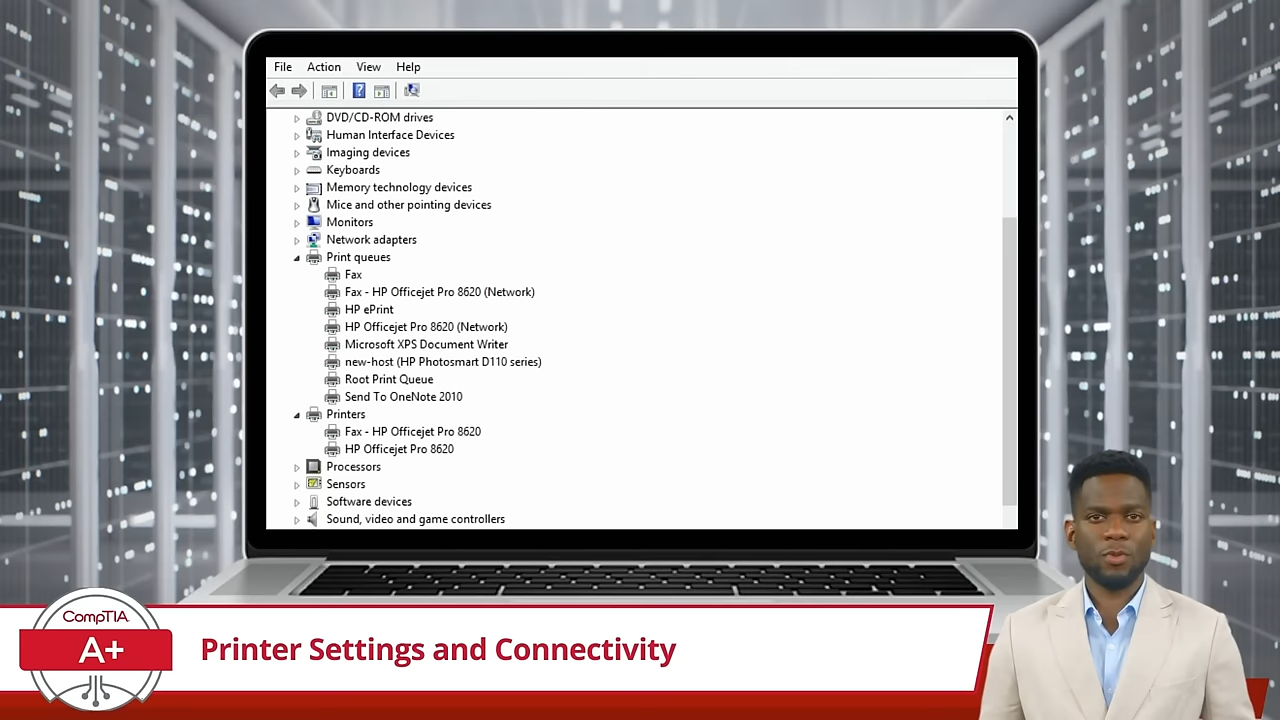 File Action View Help
DVD/CD-ROM drives
Human Interface Devices
Imaging devices
Keyboards
Memory technology devices
Mice and other pointing devices
Monitors
Network adapters
Print queues
Fax
Fax - HP Officejet Pro 8620 (Network)
HP ePrint
HP Officejet Pro 8620 (Network)
Microsoft XPS Document Writer
new-host (HP Photosmart D110 series)
Root Print Queue
Send To OneNote 2010
Printers
Fax - HP Officejet Pro 8620
HP Officejet Pro 8620
Processors
Sensors
Software devices
Sound, video and game controllers
CompTIA
A+
Printer Settings and Connectivity